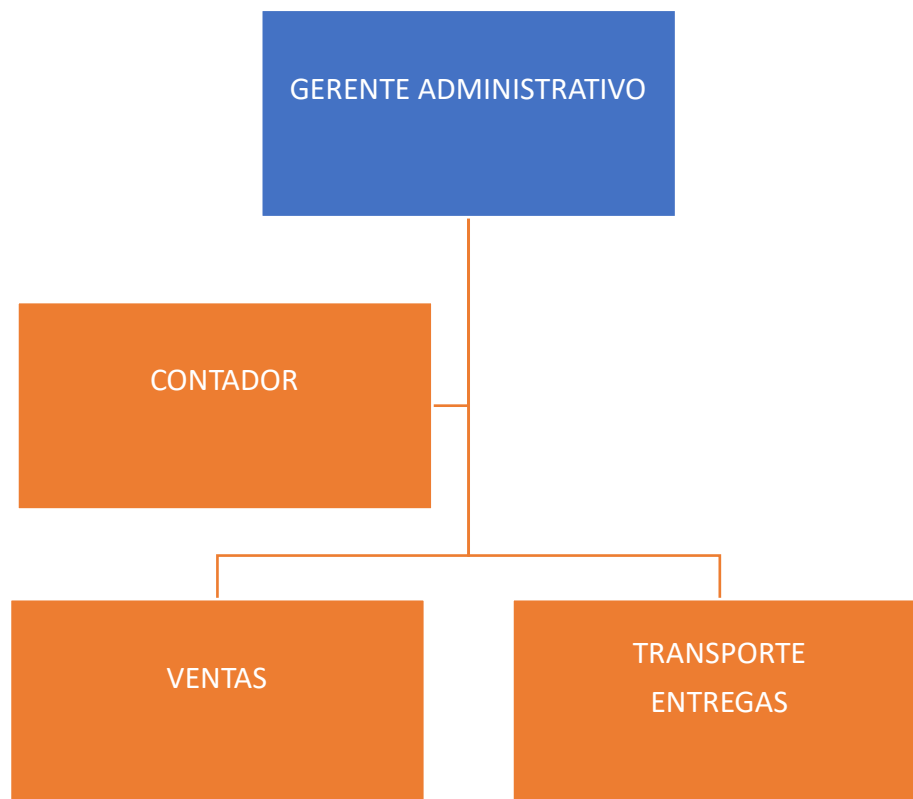 GERENTE ADMINISTRATIVO
CONTADOR
VENTAS
TRANSPORTE
ENTREGAS